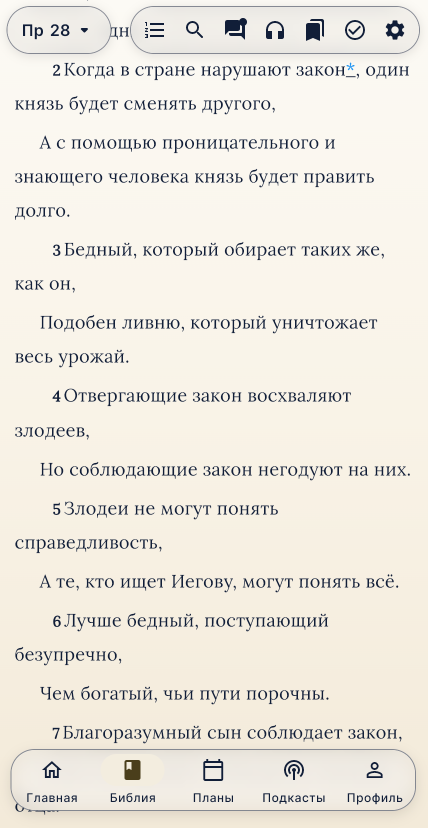 Пр 28
2 Когда в стране нарушают закон*, один
князь будет сменять другого,
А с помощью проницательного и
знающего человека князь будет править
долго.
3 Бедный, который обирает таких же,
как он,
Подобен ливню, который уничтожает
весь урожай.
4 Отвергающие закон восхваляют
злодеев,
Но соблюдающие закон негодуют на них.
5 Злодеи не могут понять
справедливость,
А те, кто ищет Иегову, могут понять всё.
6 Лучше бедный, поступающий
безупречно,
Чем богатый, чьи пути порочны.
7 Благоразумный сын соблюдает закон,
Главная Библия Планы Подкасты Профиль